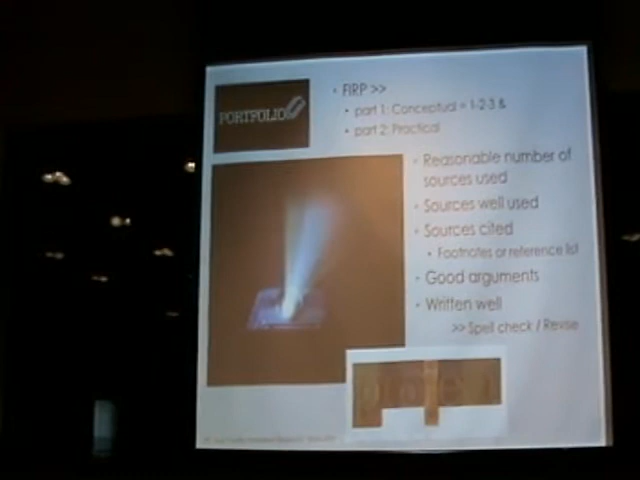 PORTFOLIO
FIRP >>
part 1: Conceptual = 1-2-3 &
part 2: Practical
Reasonable number of
sources used
Sources well used
Sources cited
Footnotes or reference list
Good arguments
Written well
>> Spell check / Revise